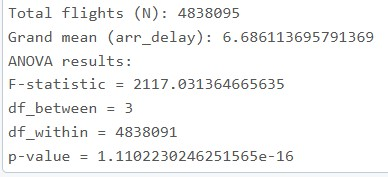 Total flights (N): 4838095
Grand mean (arr_delay): 6.686113695791369
ANOVA results:
F-statistic = 2117.031364665635
df_between = 3
df_within = 4838091
p-value = 1.1102230246251565e-16